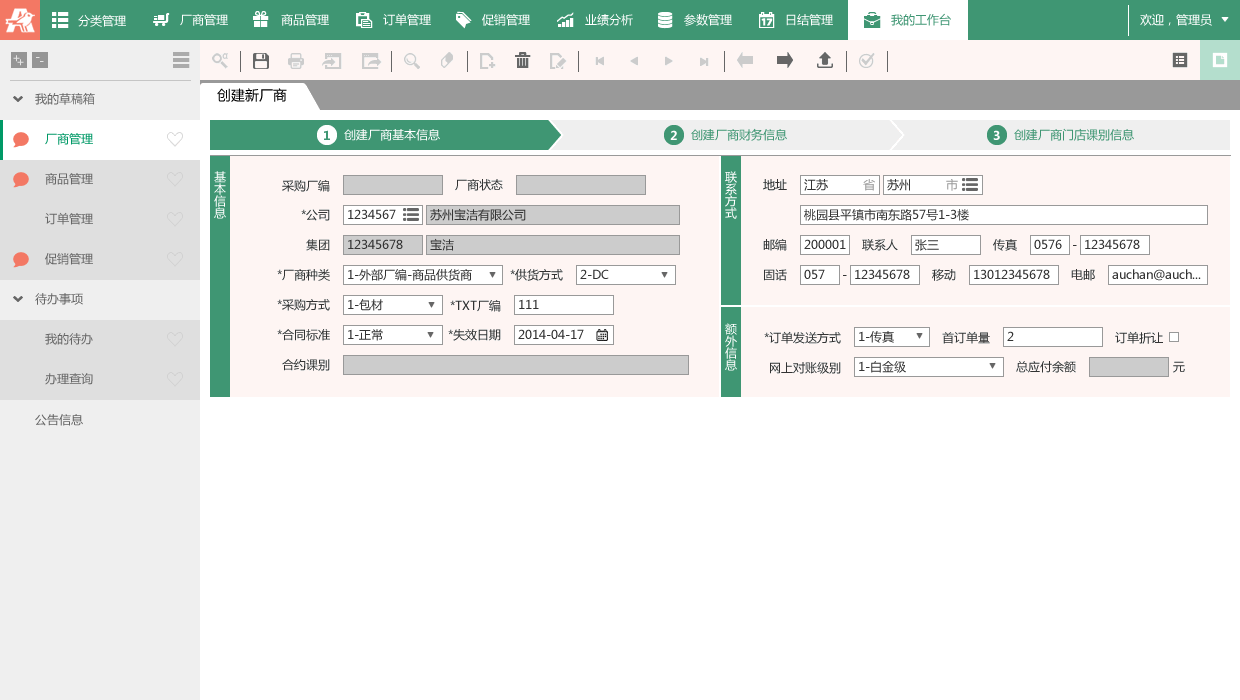 分类管理 厂商管理 商品管理 订单管理 促销管理 业绩分析 参数管理 17 日结管理 我的工作台 欢迎，管理员
我的草稿箱
厂商管理
商品管理
订单管理
促销管理
待办事项
我的待办
办理查询
公告信息
创建新厂商
1 创建厂商基本信息 2 创建厂商财务信息 3 创建厂商门店课别信息
基本信息
采购厂编 厂商状态
*公司 1234567 苏州宝洁有限公司
集团 12345678 宝洁
*厂商种类 1-外部厂编-商品供货商 *供货方式 2-DC
*采购方式 1-包材 *TXT厂编 111
*合同标准 1-正常 *失效日期 2014-04-17
合约课别
联系方式
地址 江苏 省 苏州 市
桃园县平镇市南东路57号1-3楼
邮编 200001 联系人 张三 传真 0576 - 12345678
固话 057 - 12345678 移动 13012345678 电邮 auchan@auch...
额外信息
*订单发送方式 1-传真 首订单量 2 订单折让
网上对账级别 1-白金级 总应付余额 元